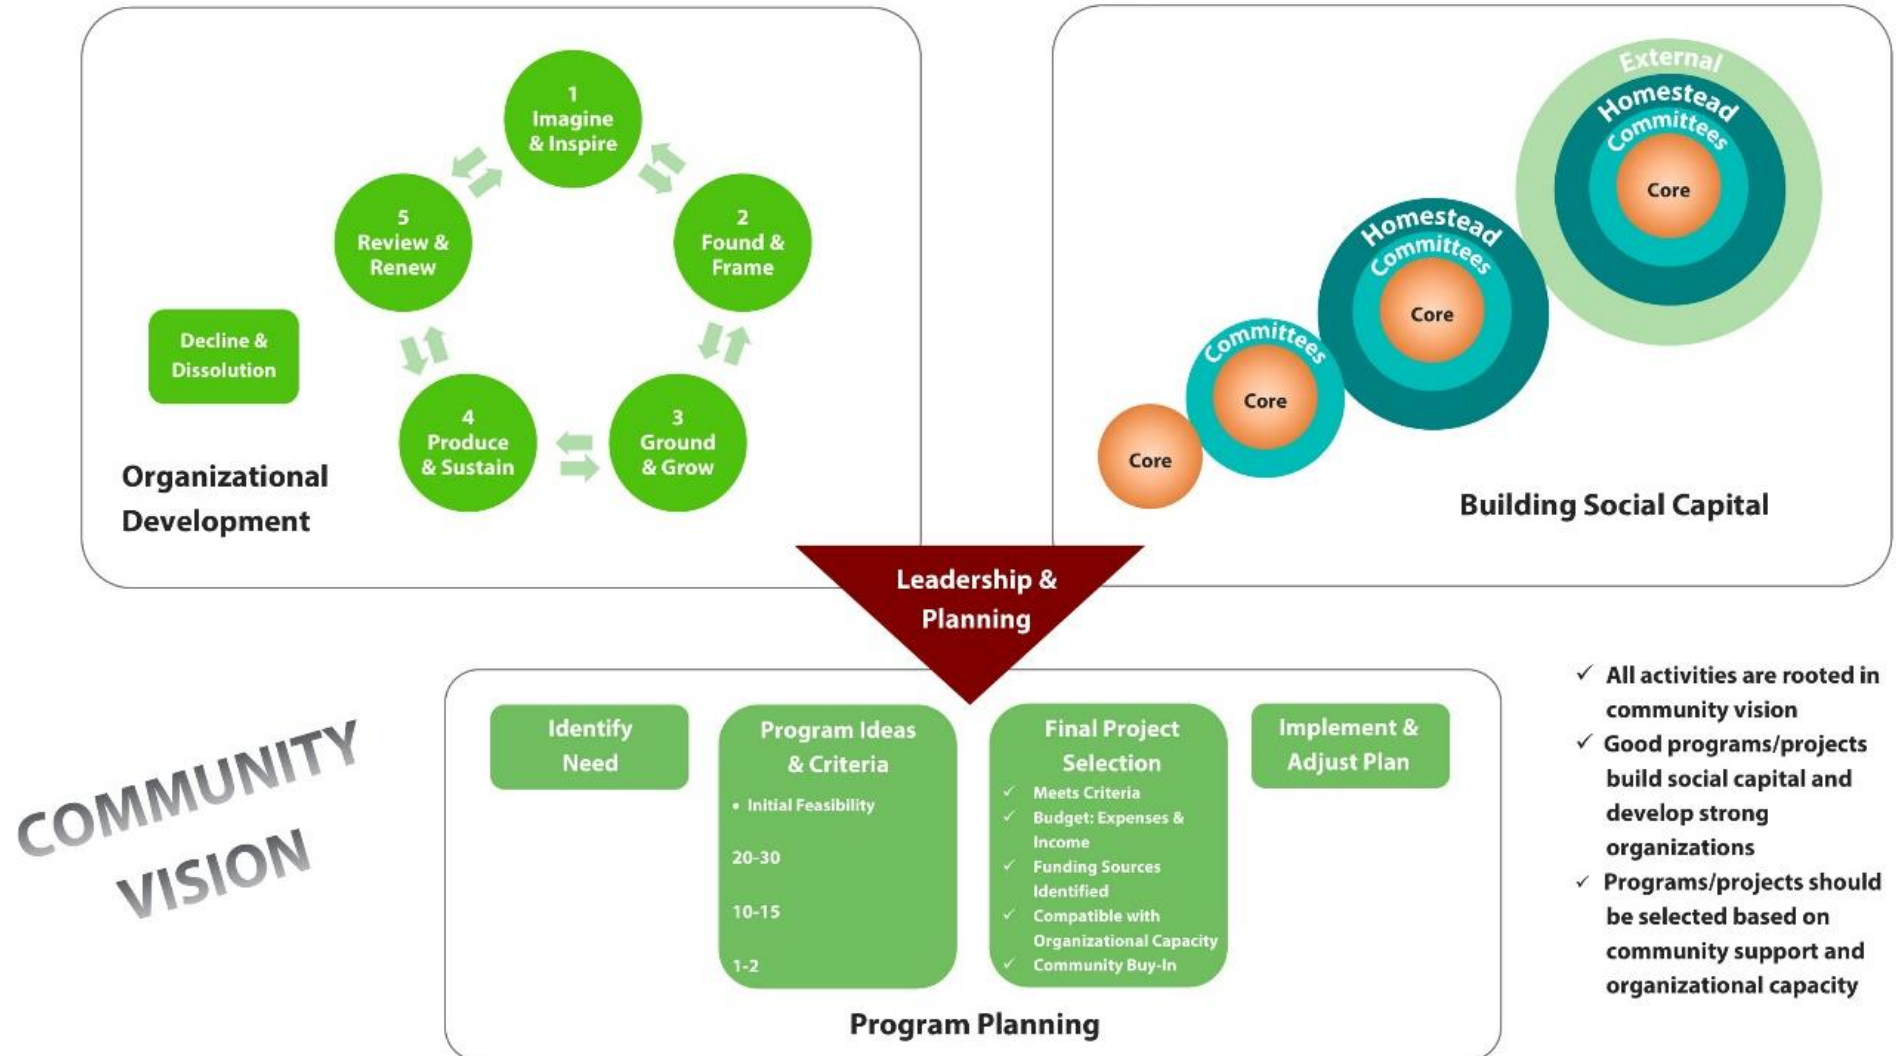 1
Imagine
& Inspire
5
Review &
Renew
2
Found &
Frame
Decline &
Dissolution
4
Produce
& Sustain
3
Ground
& Grow
Organizational
Development
External
Homestead
Committees
Core
Homestead
Committees
Core
Committees
Core
Core
Building Social Capital
Leadership &
Planning
COMMUNITY
VISION
Identify
Need
Program Ideas
& Criteria
• Initial Feasibility
20-30
10-15
1-2
Final Project
Selection
✓ Meets Criteria
✓ Budget: Expenses &
Income
✓ Funding Sources
Identified
✓ Compatible with
Organizational Capacity
✓ Community Buy-In
Implement &
Adjust Plan
Program Planning
✓ All activities are rooted in
community vision
✓ Good programs/projects
build social capital and
develop strong
organizations
✓ Programs/projects should
be selected based on
community support and
organizational capacity